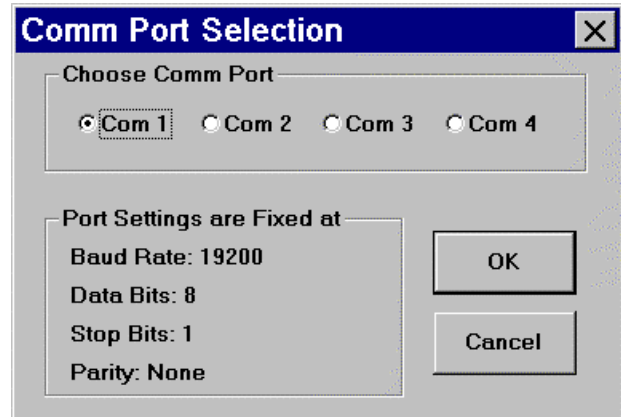 Comm Port Selection
Choose Comm Port
Com 1 Com 2 Com 3 Com 4
Port Settings are Fixed at
Baud Rate: 19200
Data Bits: 8
Stop Bits: 1
Parity: None
OK
Cancel